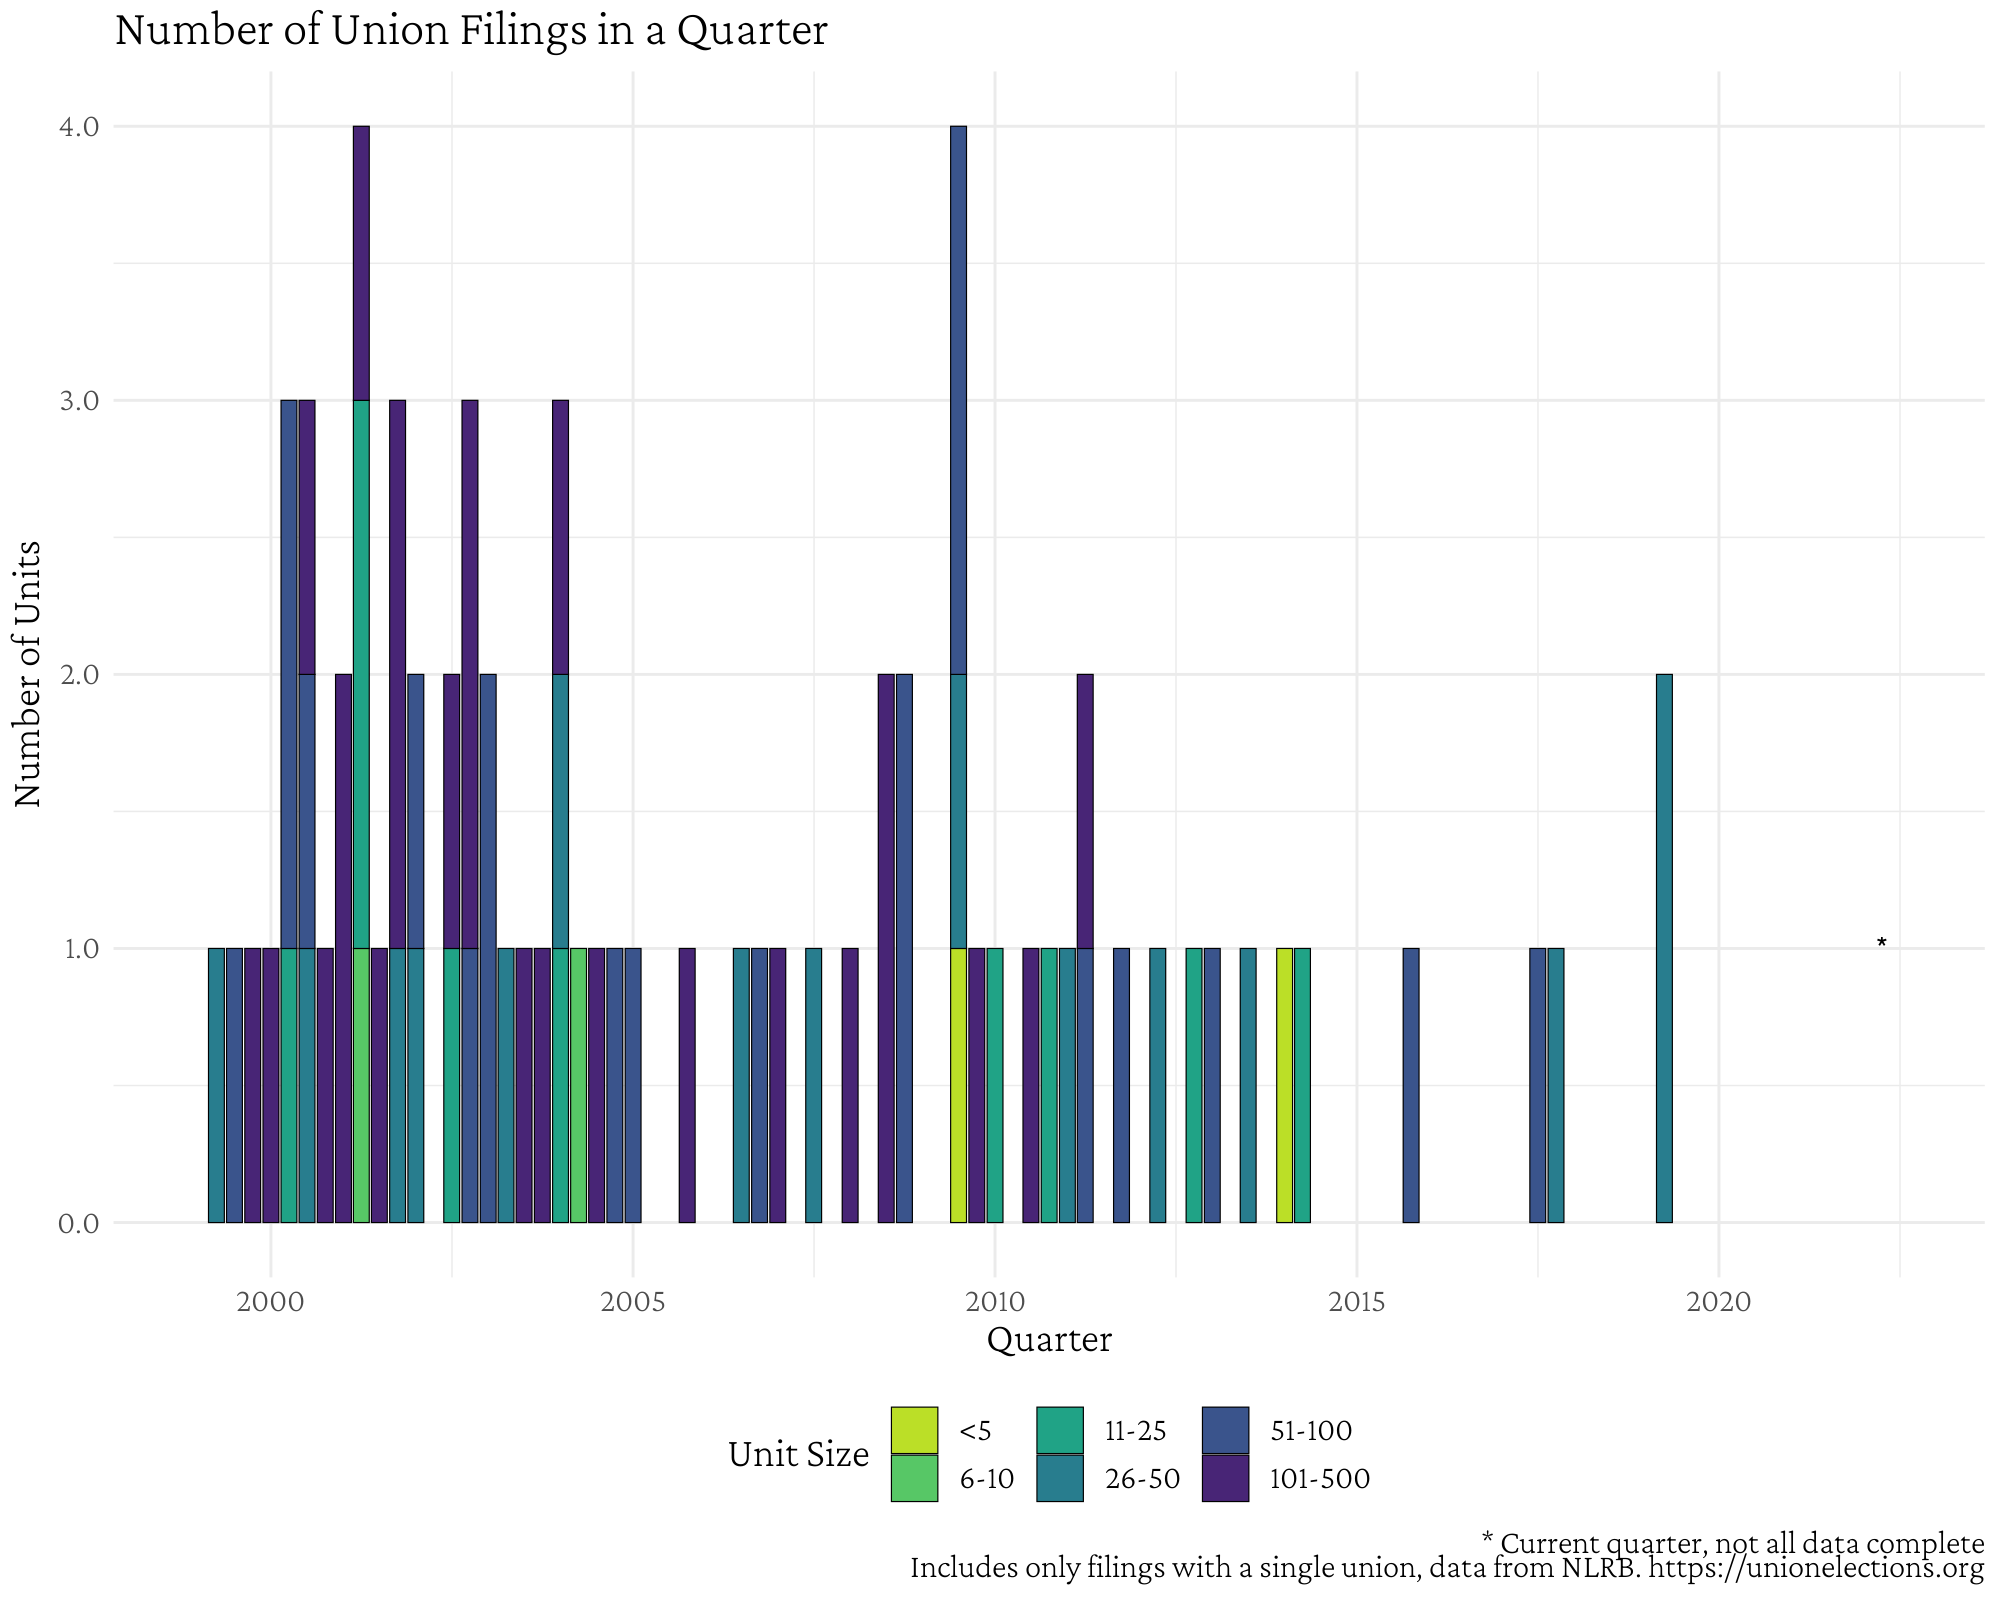 Number of Union Filings in a Quarter
4.0
3.0
2.0
1.0
0.0
Number of Units
*
2000 2005 2010 2015 2020
Quarter
Unit Size
<5 11-25 51-100
6-10 26-50 101-500
* Current quarter, not all data complete
Includes only filings with a single union, data from NLRB. https://unionelections.org